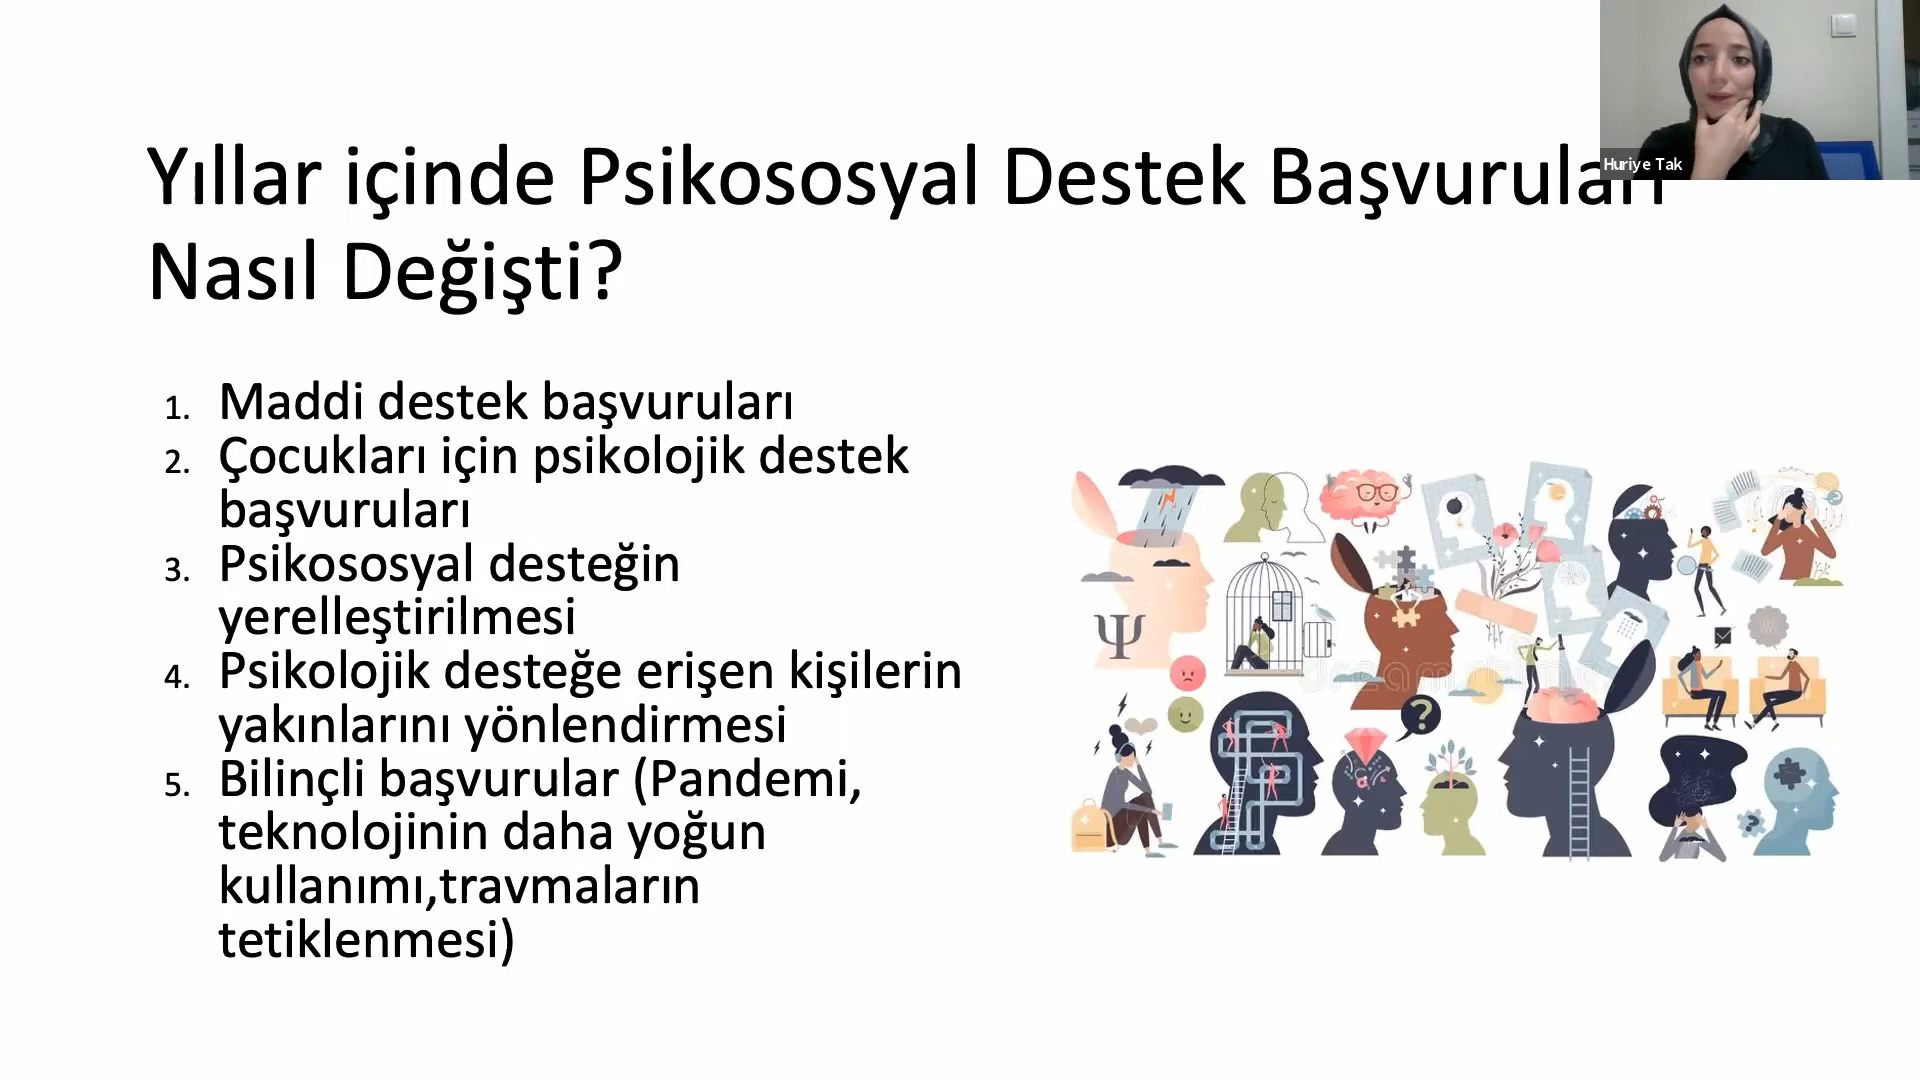 Yıllar içinde Psikososyal Destek Başvuruları
Nasıl Değişti?
Huriye Tak
1. Maddi destek başvuruları
2. Çocukları için psikolojik destek
başvuruları
3. Psikososyal desteğin
yerelleştirilmesi
4. Psikolojik desteğe erişen kişilerin
yakınlarını yönlendirmesi
5. Bilinçli başvurular (Pandemi,
teknolojinin daha yoğun
kullanımı,travmaların
tetiklenmesi)
Ψ
?
?
dreamstime